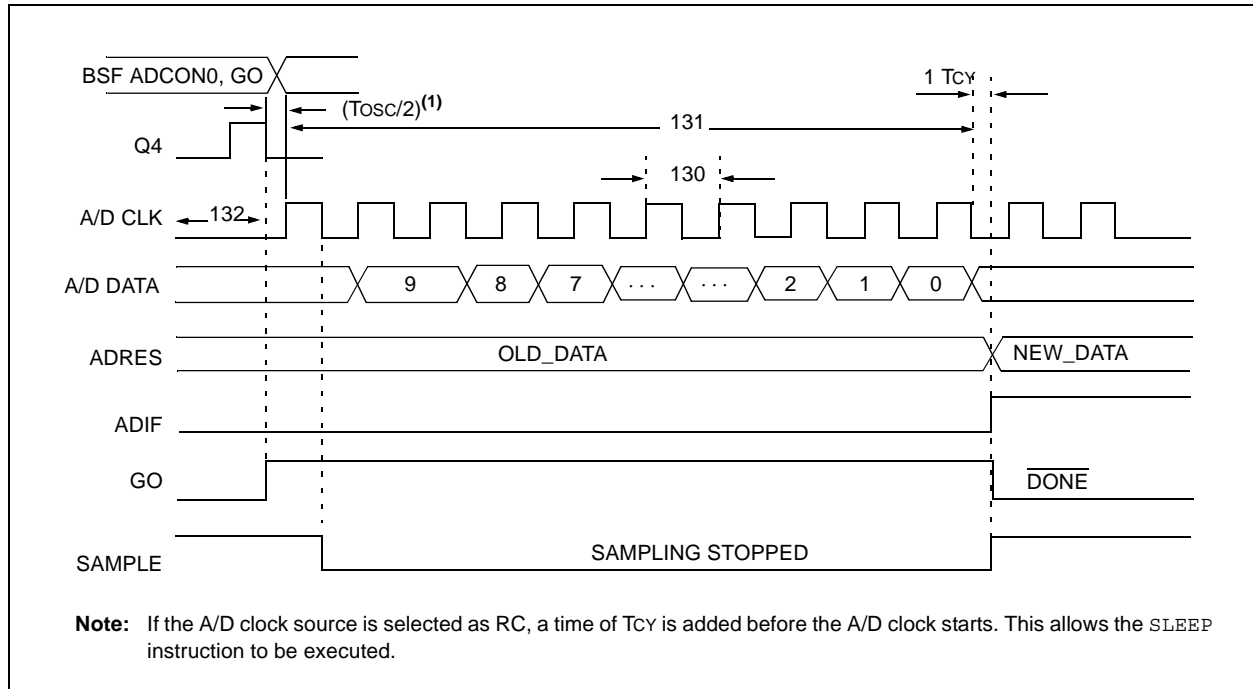 BSF ADCON0, GO
1 TCY
(TOSC/2)(1)
131
Q4
130
A/D CLK
132
A/D DATA
9 8 7 . . . . . . 2 1 0
ADRES
OLD_DATA
NEW_DATA
ADIF
GO
DONE
SAMPLE
SAMPLING STOPPED
Note: If the A/D clock source is selected as RC, a time of TCY is added before the A/D clock starts. This allows the SLEEP
instruction to be executed.